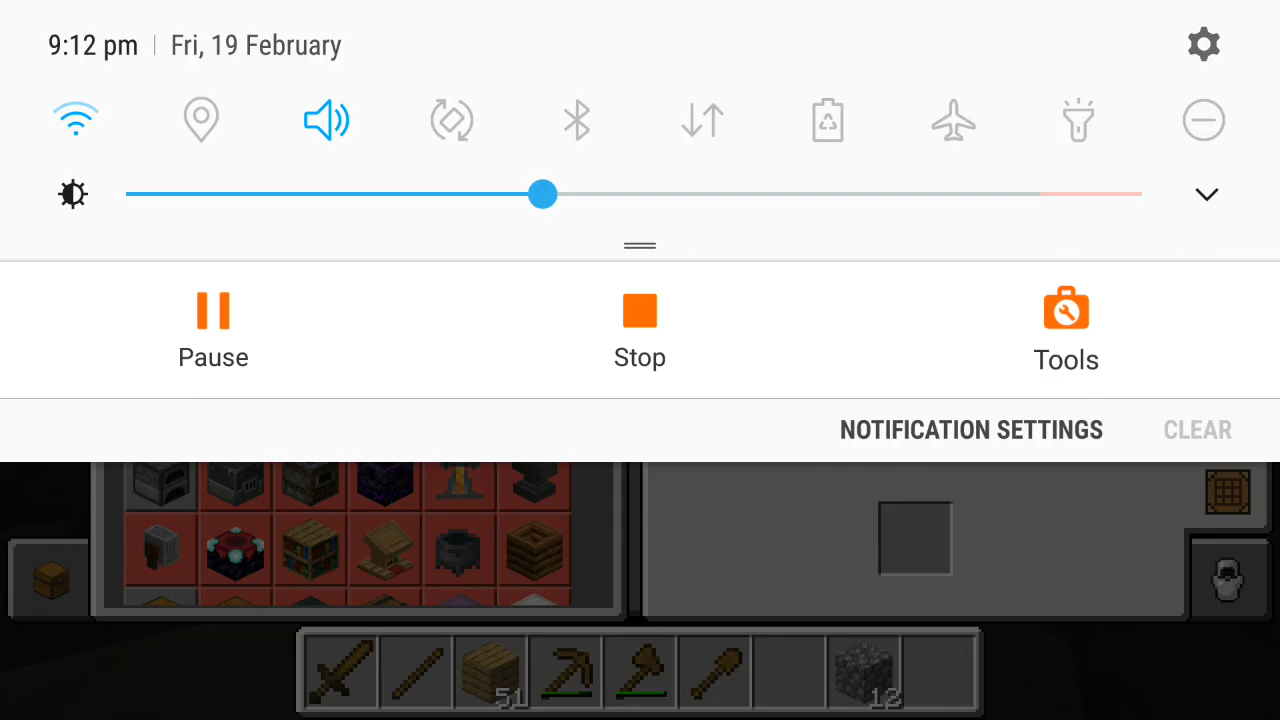 9:12 pm | Fri, 19 February
Pause
Stop
Tools
NOTIFICATION SETTINGS
CLEAR
51
12